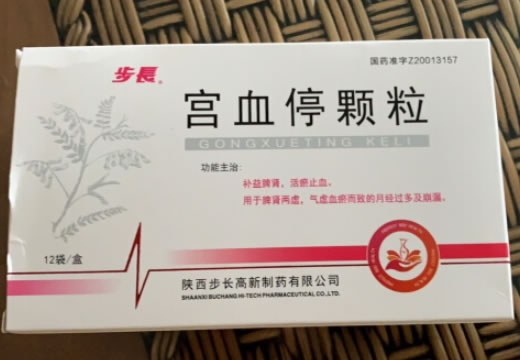 步長®
国药准字Z20013157
宫血停颗粒
GONGXUETING KELI
功能主治:
补益脾肾,活瘀止血。
用于脾肾两虚,气虚血瘀而致的月经过多及崩漏。
12袋/盒
陕西步长高新制药有限公司
SHAANXI BUCHANG HI-TECH PHARMACEUTICAL CO.,LTD.